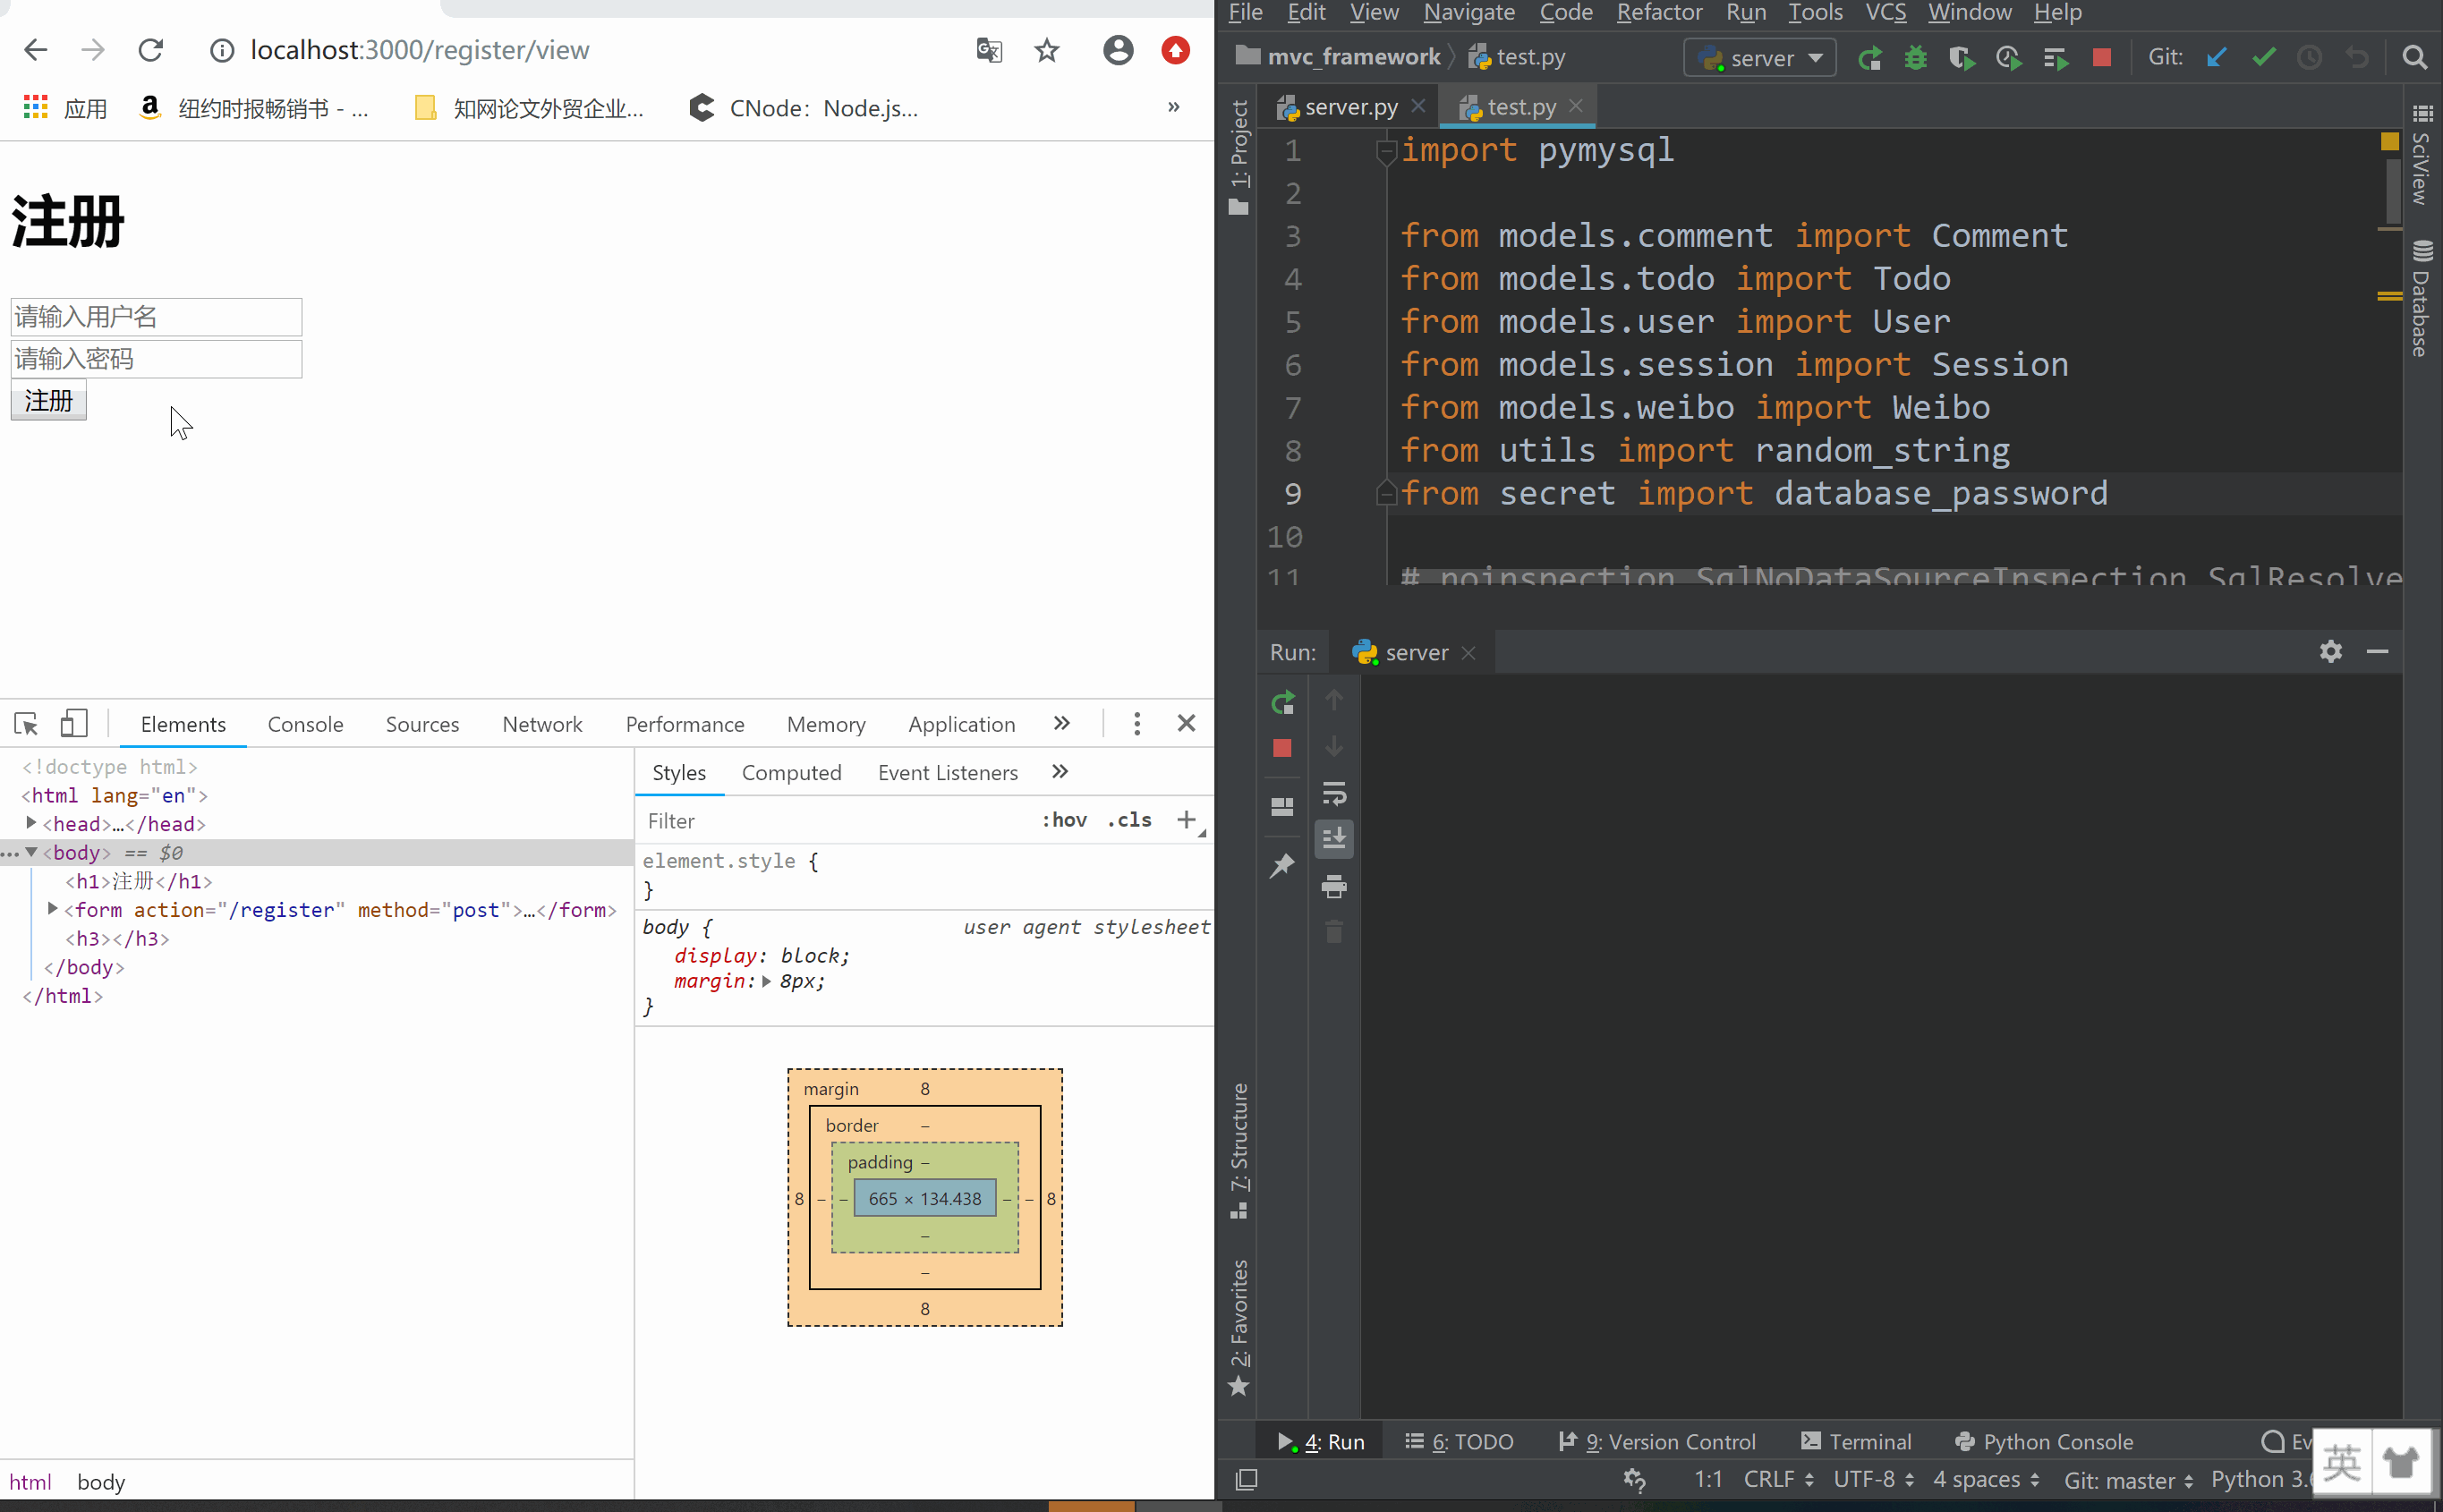 localhost:3000/register/view
应用
纽约时报畅销书 - ...
知网论文外贸企业...
CNode：Node.js...
»
注册
请输入用户名
请输入密码
注册
Elements Console Sources Network Performance Memory Application »
<!doctype html>
<html lang="en">
<head>…</head>
<body> == $0
<h1>注册</h1>
<form action="/register" method="post">…</form>
<h3></h3>
</body>
</html>
html body
Styles Computed Event Listeners »
Filter :hov .cls +
element.style {
}
body { user agent stylesheet
display: block;
margin: 8px;
}
margin 8
border –
padding –
8 – – 665 × 134.438 – – 8
–
–
8
File Edit View Navigate Code Refactor Run Tools VCS Window Help
mvc_framework test.py server Git:
server.py test.py
1: Project
1 import pymysql
2
3 from models.comment import Comment
4 from models.todo import Todo
5 from models.user import User
6 from models.session import Session
7 from models.weibo import Weibo
8 from utils import random_string
9 from secret import database_password
10
11 # noinspection SqlNoDataSourceInspection,SqlResolve
SciView
Database
Run: server
7: Structure
2: Favorites
4: Run 6: TODO 9: Version Control Terminal Python Console Ev
1:1 CRLF UTF-8 4 spaces Git: master Python 3.6
英